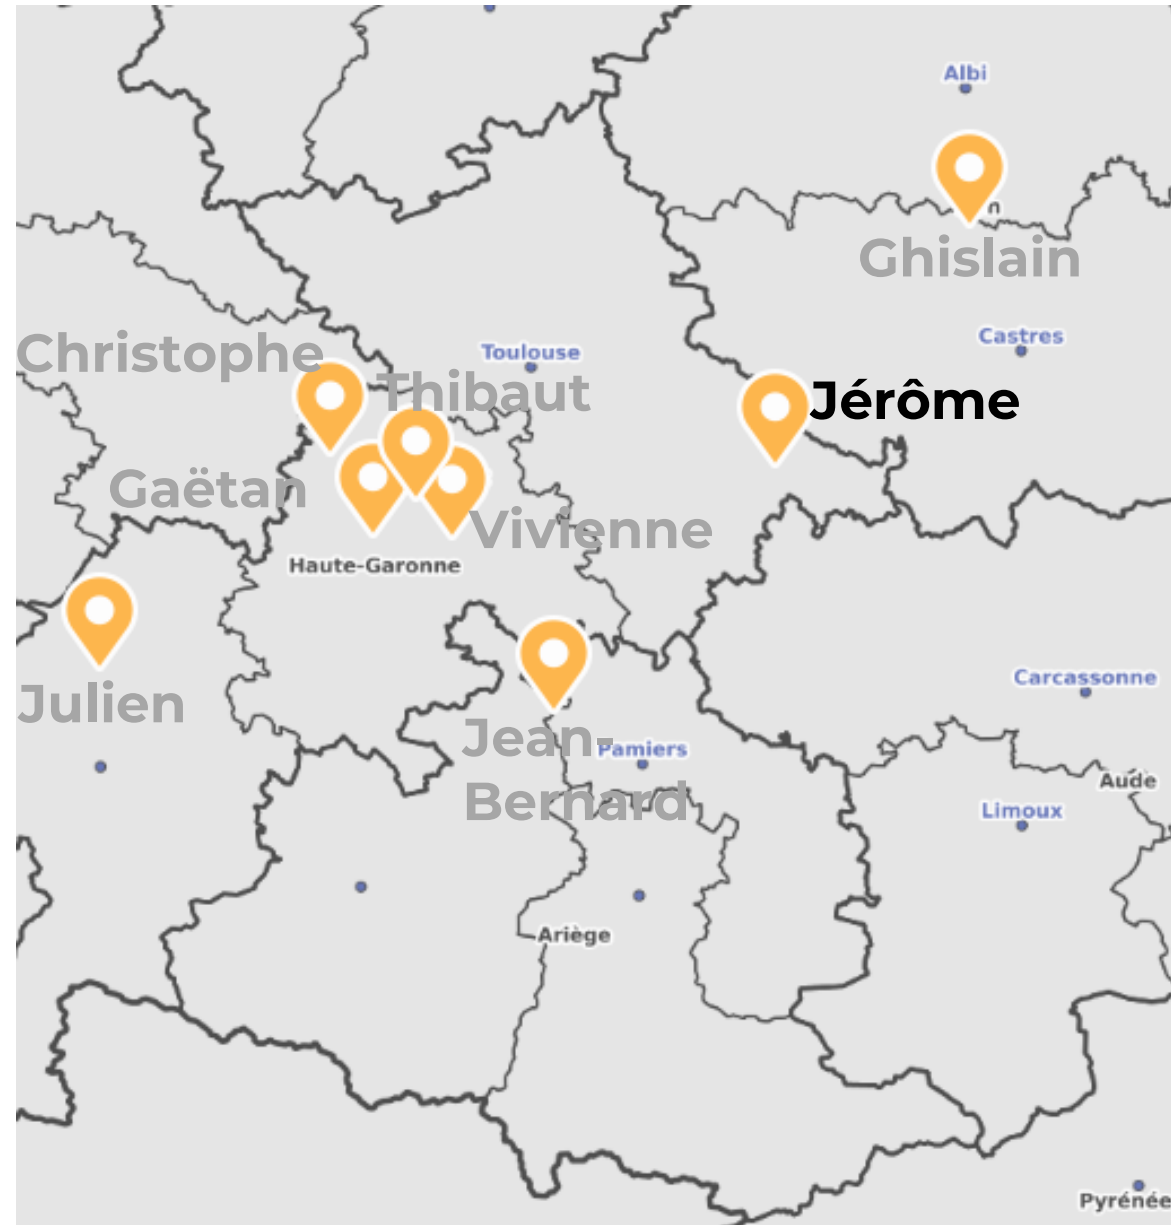 Albi
n
Ghislain
Castres
Christophe
Toulouse
Thibaut
Jérôme
Gaëtan
Vivienne
Haute-Garonne
Julien
Carcassonne
Jean-
Bernard
Pamiers
Aude
Limoux
Ariège
Pyrénée